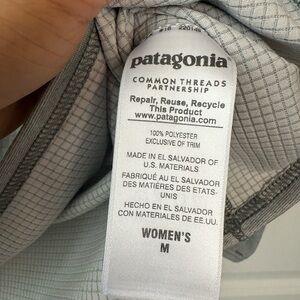 patagonia
COMMON THREADS
PARTNERSHIP
Repair, Reuse, Recycle
This Product
www.patagonia.com
100% POLYESTER
EXCLUSIVE OF TRIM
MADE IN EL SALVADOR OF
U.S. MATERIALS
FABRIQUÉ AU EL SALVADOR
DES MATIÈRES DES ETATS-
UNIS
HECHO EN EL SALVADOR
CON MATERIALES DE EE.UU.
WOMEN'S
M